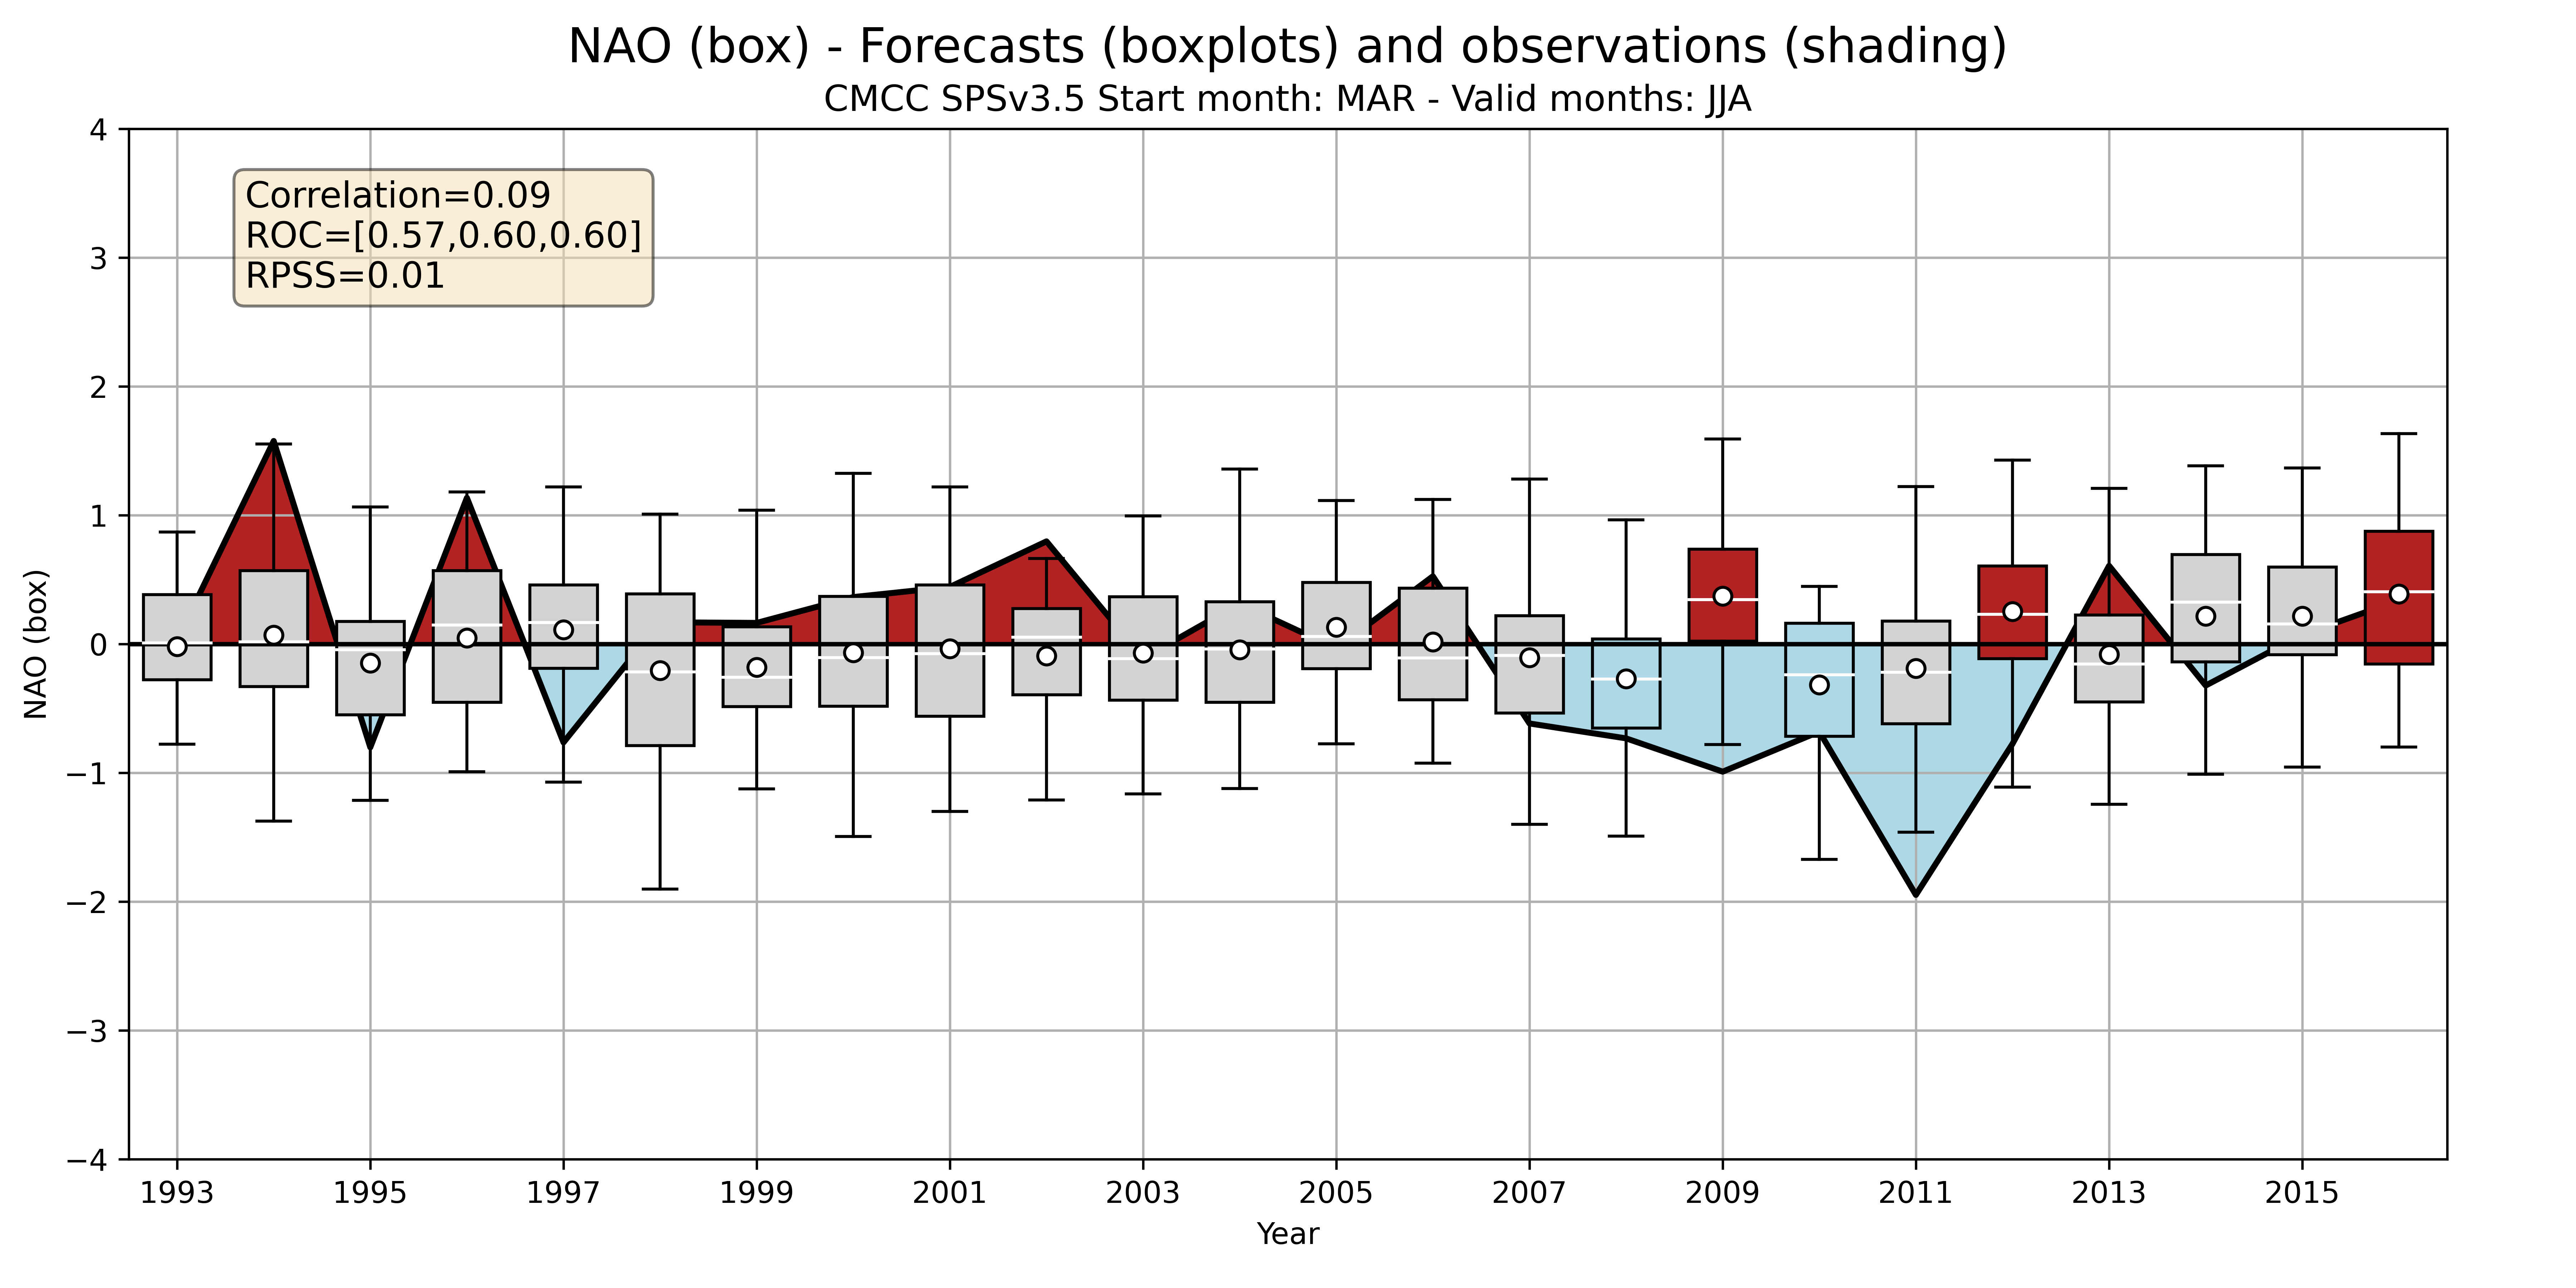 NAO (box) - Forecasts (boxplots) and observations (shading)
CMCC SPSv3.5 Start month: MAR - Valid months: JJA
Correlation=0.09
ROC=[0.57,0.60,0.60]
RPSS=0.01
NAO (box)
4
3
2
1
0
−1
−2
−3
−4
1993 1995 1997 1999 2001 2003 2005 2007 2009 2011 2013 2015
Year